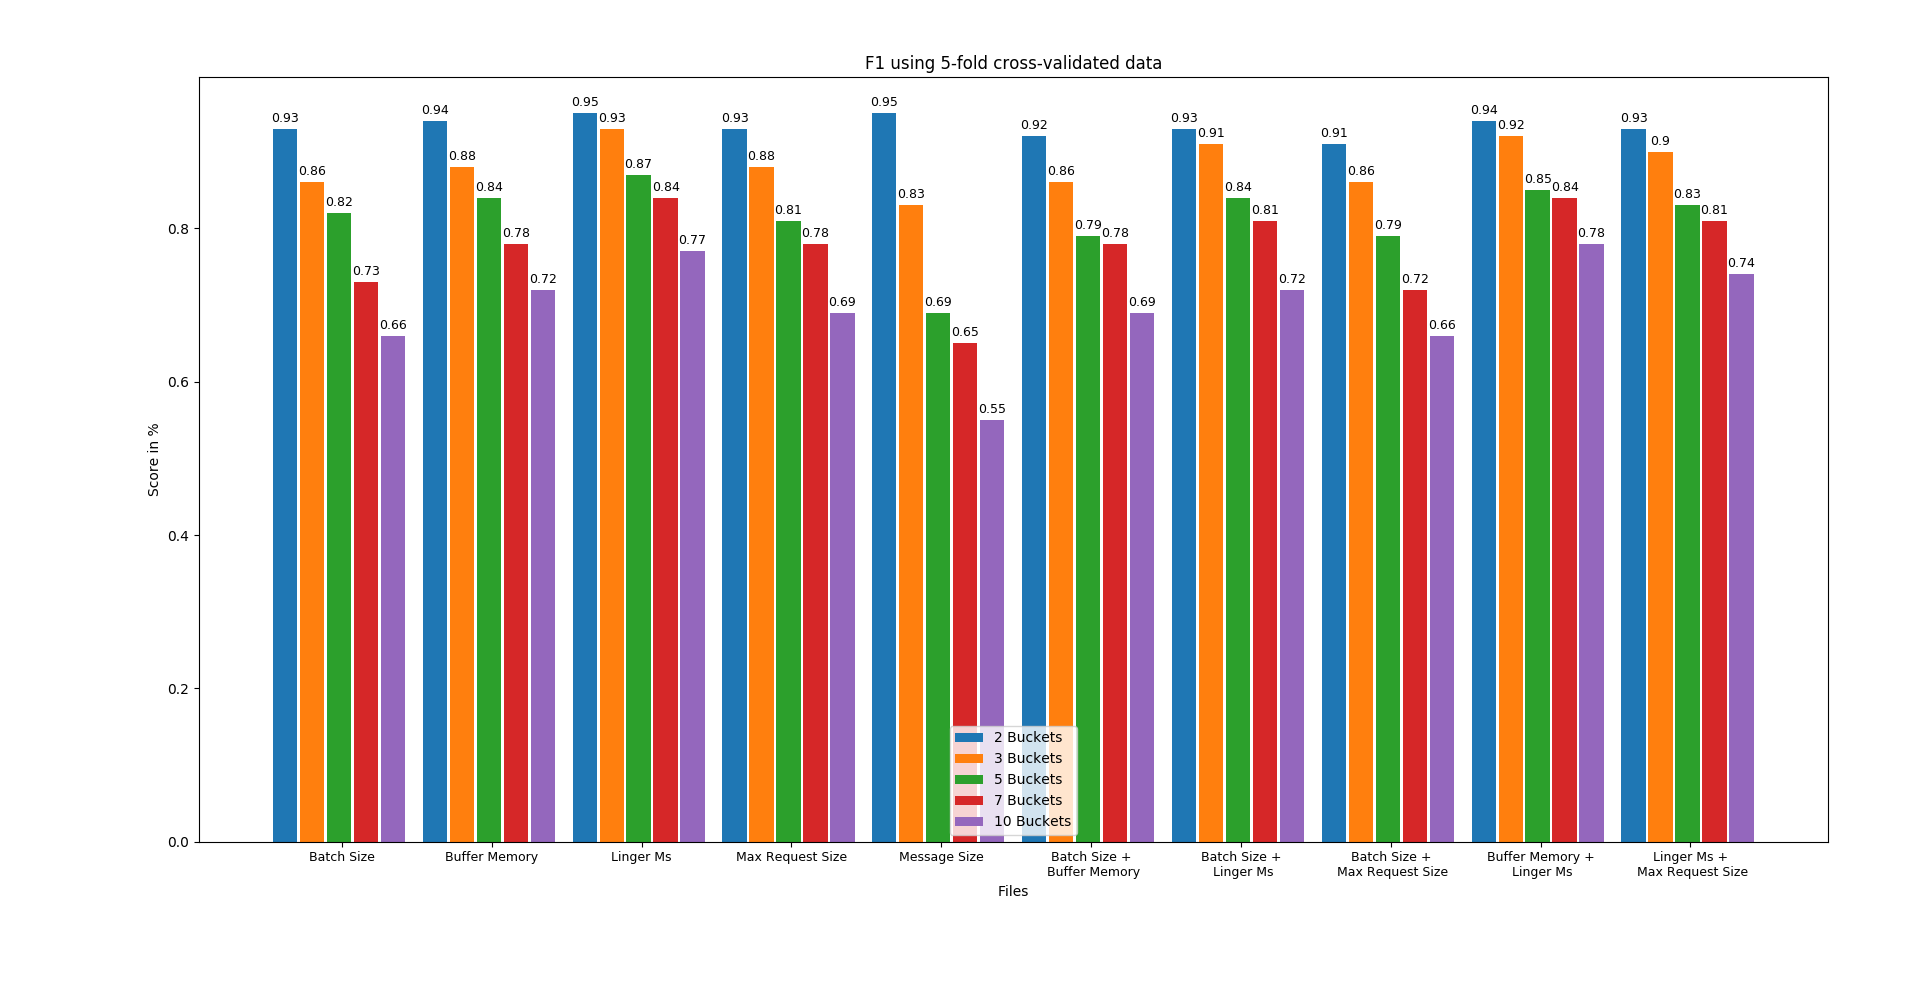 F1 using 5-fold cross-validated data
Score in %
0.8
0.6
0.4
0.2
0.0
0.93
0.86
0.82
0.73
0.66
0.94
0.88
0.84
0.78
0.72
0.95
0.93
0.87
0.84
0.77
0.93
0.88
0.81
0.78
0.69
0.95
0.83
0.69
0.65
0.55
0.92
0.86
0.79
0.78
0.69
0.93
0.91
0.84
0.81
0.72
0.91
0.86
0.79
0.72
0.66
0.94
0.92
0.85
0.84
0.78
0.93
0.9
0.83
0.81
0.74
2 Buckets
3 Buckets
5 Buckets
7 Buckets
10 Buckets
Batch Size
Buffer Memory
Linger Ms
Max Request Size
Message Size
Batch Size +
Buffer Memory
Batch Size +
Linger Ms
Batch Size +
Max Request Size
Buffer Memory +
Linger Ms
Linger Ms +
Max Request Size
Files